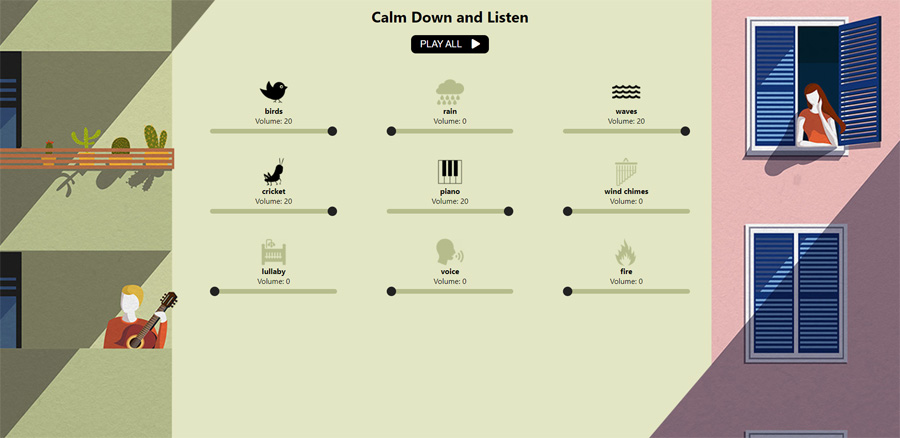 Calm Down and Listen
PLAY ALL
birds
Volume: 20
rain
Volume: 0
waves
Volume: 20
cricket
Volume: 20
piano
Volume: 20
wind chimes
Volume: 0
lullaby
Volume: 0
voice
Volume: 0
fire
Volume: 0